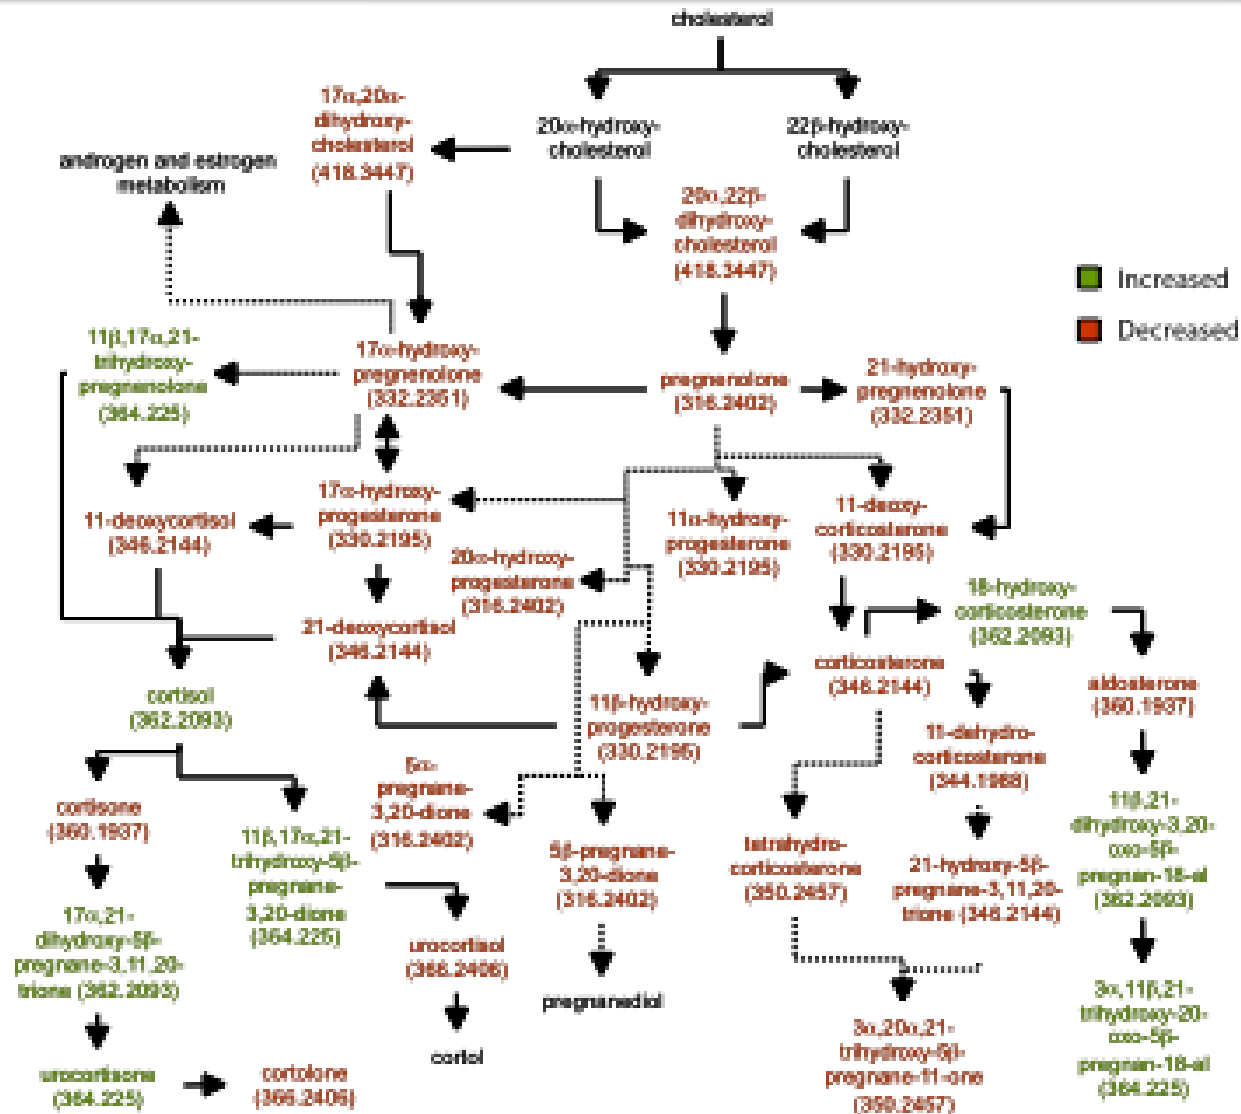 cholesterol
17α,20α-
dihydroxy-
cholesterol
(418.3447)
20α-hydroxy-
cholesterol
22β-hydroxy-
cholesterol
androgen and estrogen
metabolism
20α,22β-
dihydroxy-
cholesterol
(418.3447)
Increased
Decreased
11β,17α,21-
trihydroxy-
pregnenolone
(364.225)
17α-hydroxy-
pregnenolone
(332.2351)
pregnenolone
(316.2402)
21-hydroxy-
pregnenolone
(332.2351)
11-deoxycortisol
(346.2144)
17α-hydroxy-
progesterone
(330.2195)
20α-hydroxy-
progesterone
(316.2402)
11α-hydroxy-
progesterone
(330.2195)
11-deoxy-
corticosterone
(330.2195)
18-hydroxy-
corticosterone
(362.2093)
21-deoxycortisol
(346.2144)
corticosterone
(346.2144)
aldosterone
(360.1937)
cortisol
(362.2093)
11β-hydroxy-
progesterone
(330.2195)
11-dehydro-
corticosterone
(344.1988)
5α-
pregnane-
3,20-dione
(316.2402)
cortisone
(360.1937)
11β,17α,21-
trihydroxy-5β-
pregnane-
3,20-dione
(364.225)
5β-pregnane-
3,20-dione
(316.2402)
tetrahydro-
corticosterone
(350.2457)
21-hydroxy-5β-
pregnane-3,11,20-
trione (346.2144)
11β,21-
dihydroxy-3,20-
oxo-5β-
pregnan-18-al
(362.2093)
17α,21-
dihydroxy-5β-
pregnane-3,11,20-
trione (362.2093)
urocortisol
(366.2406)
pregnanediol
cortol
3α,11β,21-
trihydroxy-20-
oxo-5β-
pregnan-18-al
(364.225)
urocortisone
(364.225)
cortolone
(366.2406)
3α,20α,21-
trihydroxy-5β-
pregnane-11-one
(350.2457)